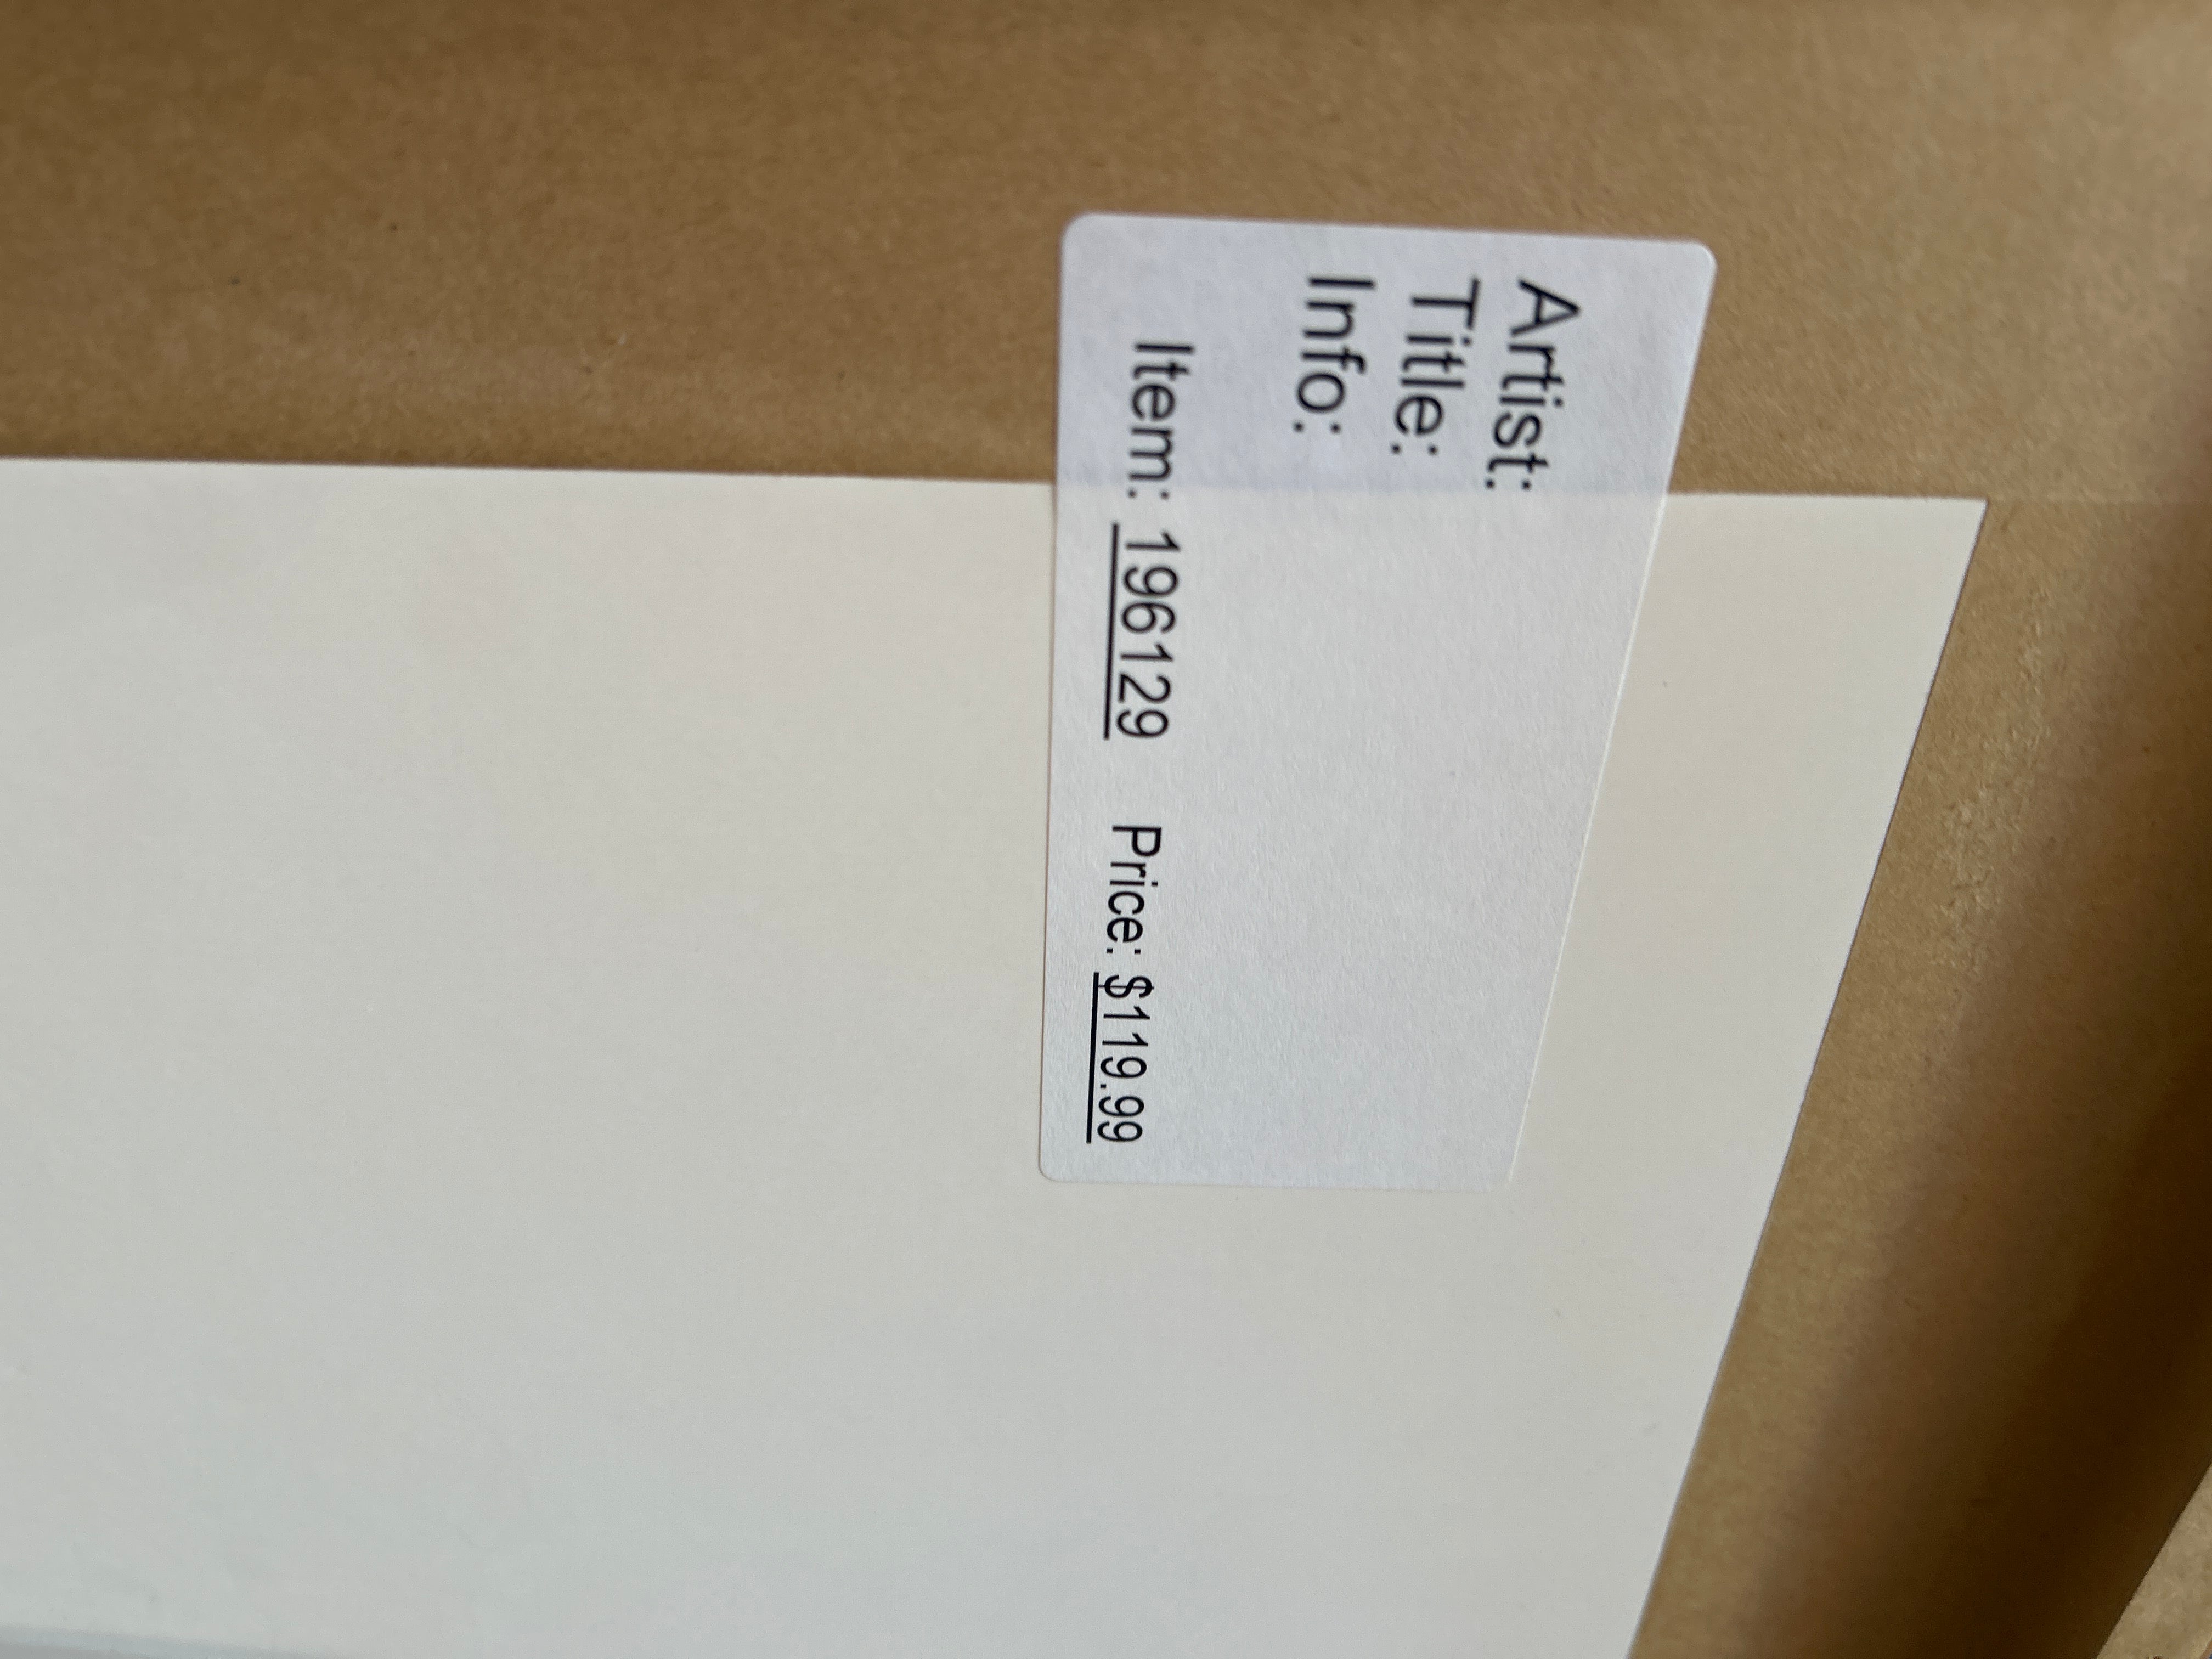 Artist:
Title:
Info:
Item: 196129 Price: $119.99